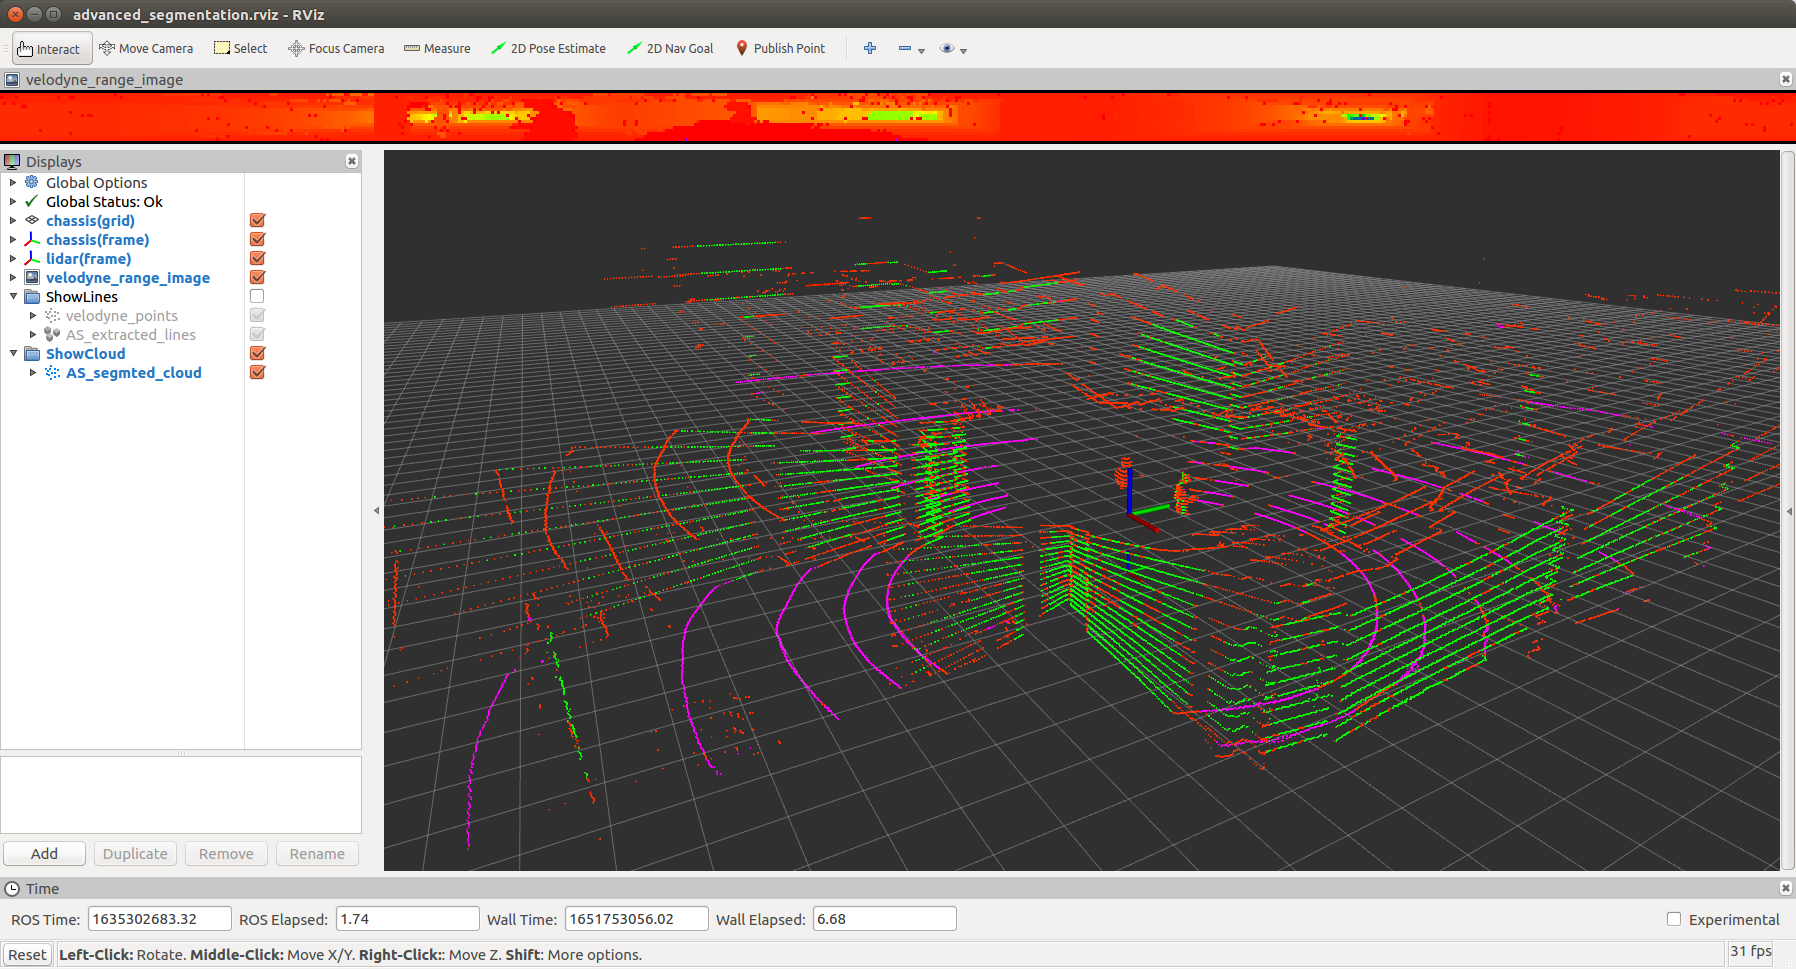 advanced_segmentation.rviz - RViz
Interact Move Camera Select Focus Camera Measure 2D Pose Estimate 2D Nav Goal Publish Point
velodyne_range_image
Displays
Global Options
Global Status: Ok
chassis(grid)
chassis(frame)
lidar(frame)
velodyne_range_image
ShowLines
velodyne_points
AS_extracted_lines
ShowCloud
AS_segmted_cloud
Add Duplicate Remove Rename
Time
ROS Time: 1635302683.32 ROS Elapsed: 1.74 Wall Time: 1651753056.02 Wall Elapsed: 6.68 Experimental
Reset Left-Click: Rotate. Middle-Click: Move X/Y. Right-Click:: Move Z. Shift: More options. 31 fps